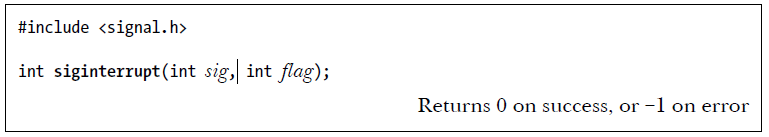 #include <signal.h>
int siginterrupt(int sig, int flag);
Returns 0 on success, or −1 on error